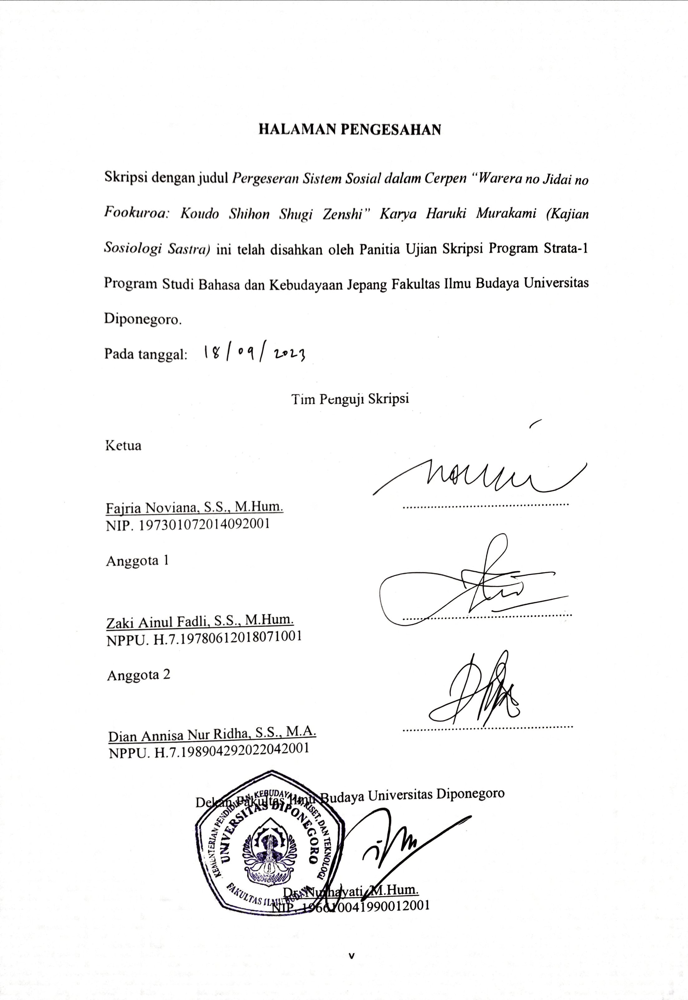 HALAMAN PENGESAHAN
Skripsi dengan judul Pergeseran Sistem Sosial dalam Cerpen “Warera no Jidai no
Fookuroa: Koudo Shihon Shugi Zenshi” Karya Haruki Murakami (Kajian
Sosiologi Sastra) ini telah disahkan oleh Panitia Ujian Skripsi Program Strata-1
Program Studi Bahasa dan Kebudayaan Jepang Fakultas Ilmu Budaya Universitas
Diponegoro.
Pada tanggal: 18/09/2023
Tim Penguji Skripsi
Ketua
Fajria Noviana, S.S., M.Hum.
NIP. 197301072014092001
Anggota 1
Zaki Ainul Fadli, S.S., M.Hum.
NPPU. H.7.19780612018071001
Anggota 2
Dian Annisa Nur Ridha, S.S., M.A.
NPPU. H.7.198904292022042001
Dekan Fakultas Ilmu Budaya Universitas Diponegoro
KEMENTERIAN PENDIDIKAN, KEBUDAYAAN, RISET, DAN TEKNOLOGI
UNIVERSITAS DIPONEGORO
FAKULTAS ILMU BUDAYA
Dr. Nurhayati, M.Hum.
NIP. 196610041990012001
v